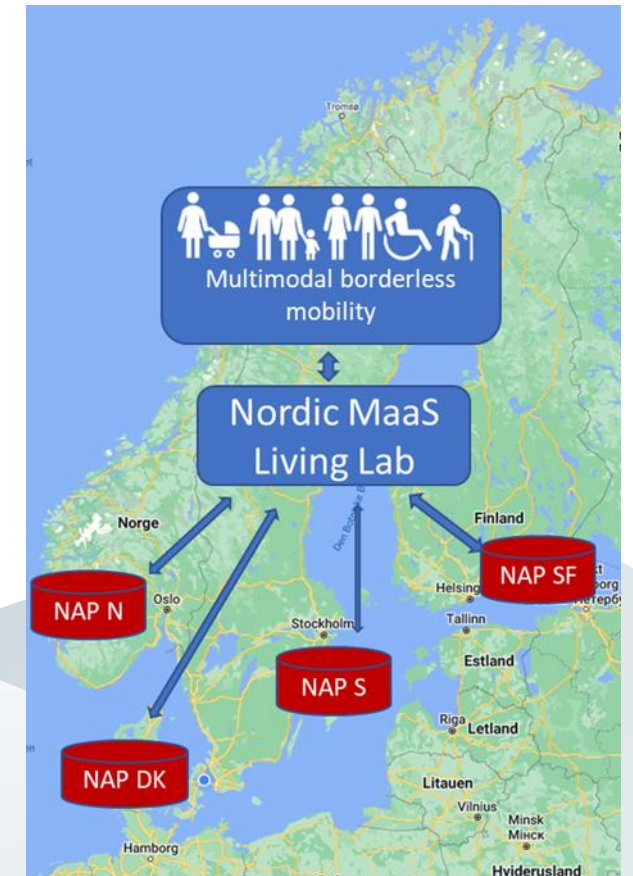 Tromsø
Multimodal borderless
mobility
Nordic MaaS
Living Lab
Norge
Finland
NAP SF
NAP N
Oslo
Helsing
Tallinn
Stockholm
Estland
NAP S
Riga
Letland
NAP DK
Litauen
Vilnius
Minsk
Мінск
Hamborg
Hviderusland